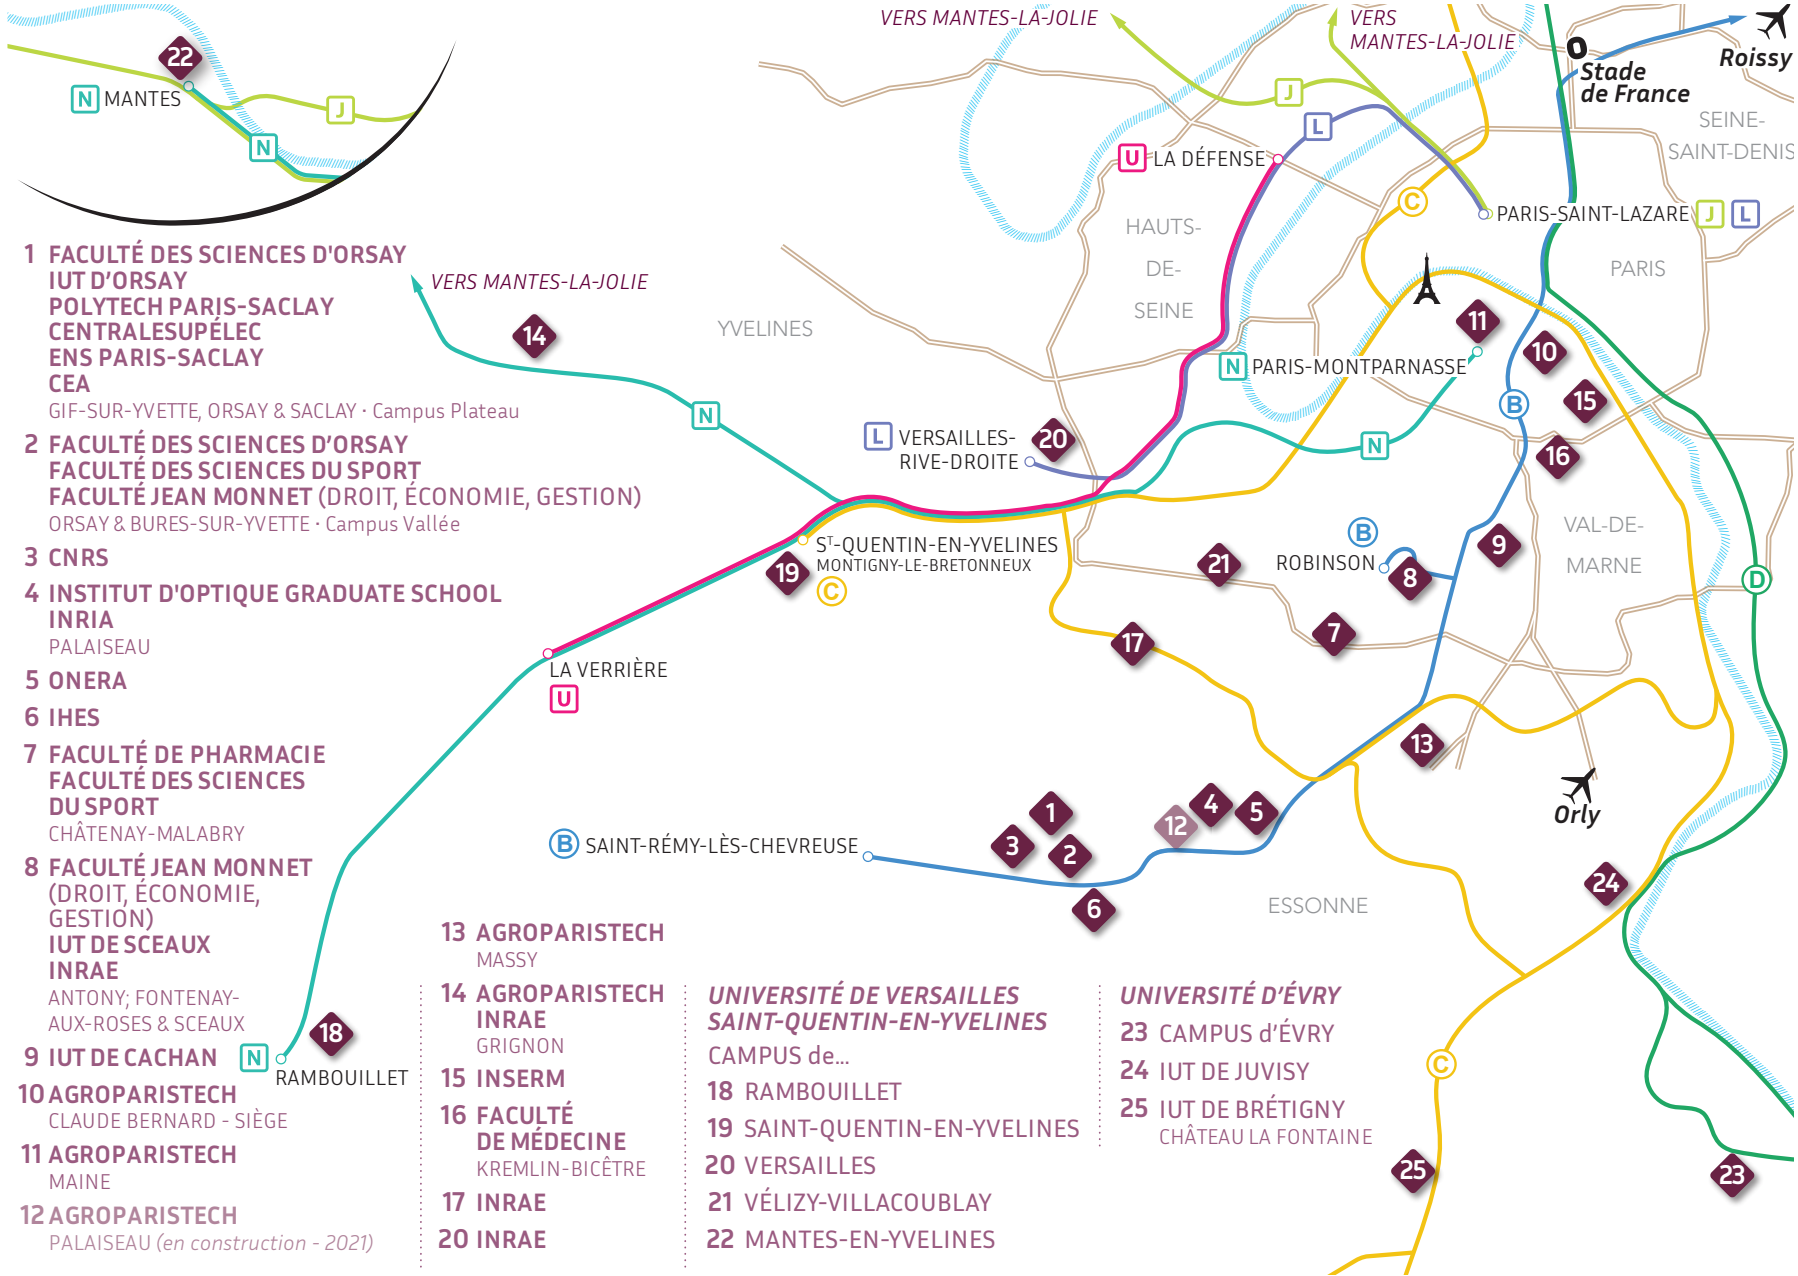 VERS MANTES-LA-JOLIE
VERS
MANTES-LA-JOLIE
Roissy
Stade
de France
22
N MANTES
J
N
J
L
SEINE-
SAINT-DENIS
U LA DÉFENSE
C
PARIS-SAINT-LAZARE J L
HAUTS-
DE-
SEINE
PARIS
VERS MANTES-LA-JOLIE
14
YVELINES
11
10
N PARIS-MONTPARNASSE
15
B
N
L VERSAILLES-
RIVE-DROITE
20
N
16
VAL-DE-
MARNE
B
ROBINSON
9
8
21
D
Sᵀ-QUENTIN-EN-YVELINES
MONTIGNY-LE-BRETONNEUX
19
C
7
17
LA VERRIÈRE
U
13
Orly
1
12
4
5
3
2
B SAINT-RÉMY-LÈS-CHEVREUSE
6
24
ESSONNE
18
N
RAMBOUILLET
C
25
23
1 FACULTÉ DES SCIENCES D'ORSAY
IUT D’ORSAY
POLYTECH PARIS-SACLAY
CENTRALESUPÉLEC
ENS PARIS-SACLAY
CEA
GIF-SUR-YVETTE, ORSAY & SACLAY · Campus Plateau
2 FACULTÉ DES SCIENCES D’ORSAY
FACULTÉ DES SCIENCES DU SPORT
FACULTÉ JEAN MONNET (DROIT, ÉCONOMIE, GESTION)
ORSAY & BURES-SUR-YVETTE · Campus Vallée
3 CNRS
4 INSTITUT D'OPTIQUE GRADUATE SCHOOL
INRIA
PALAISEAU
5 ONERA
6 IHES
7 FACULTÉ DE PHARMACIE
FACULTÉ DES SCIENCES
DU SPORT
CHÂTENAY-MALABRY
8 FACULTÉ JEAN MONNET
(DROIT, ÉCONOMIE,
GESTION)
IUT DE SCEAUX
INRAE
ANTONY; FONTENAY-
AUX-ROSES & SCEAUX
9 IUT DE CACHAN
10 AGROPARISTECH
CLAUDE BERNARD - SIÈGE
11 AGROPARISTECH
MAINE
12 AGROPARISTECH
PALAISEAU (en construction - 2021)
13 AGROPARISTECH
MASSY
14 AGROPARISTECH
INRAE
GRIGNON
15 INSERM
16 FACULTÉ
DE MÉDECINE
KREMLIN-BICÊTRE
17 INRAE
20 INRAE
UNIVERSITÉ DE VERSAILLES
SAINT-QUENTIN-EN-YVELINES
CAMPUS de...
18 RAMBOUILLET
19 SAINT-QUENTIN-EN-YVELINES
20 VERSAILLES
21 VÉLIZY-VILLACOUBLAY
22 MANTES-EN-YVELINES
UNIVERSITÉ D’ÉVRY
23 CAMPUS d’ÉVRY
24 IUT DE JUVISY
25 IUT DE BRÉTIGNY
CHÂTEAU LA FONTAINE